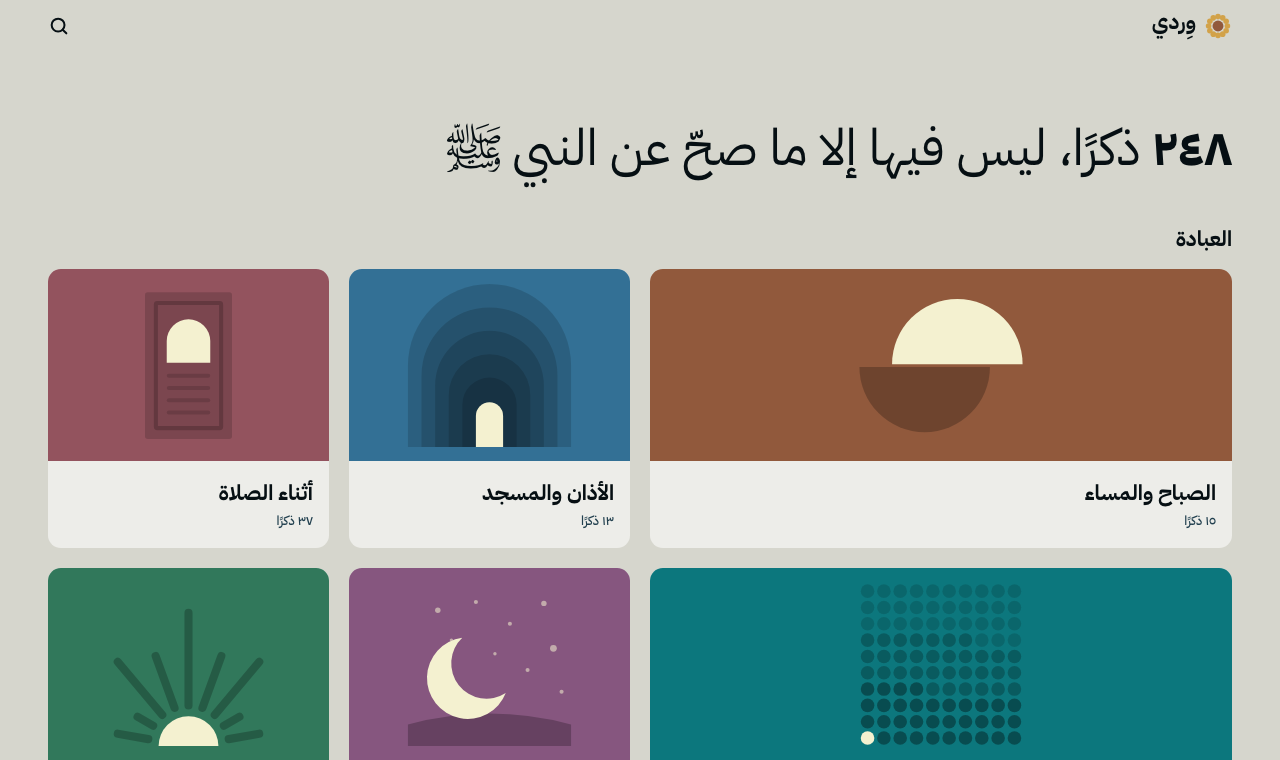 وِردي
٢٤٨ ذكرًا، ليس فيها إلا ما صحّ عن النبي ﷺ
العبادة
الصباح والمساء
١٥ ذكرًا
الأذان والمسجد
١٣ ذكرًا
أثناء الصلاة
٣٧ ذكرًا